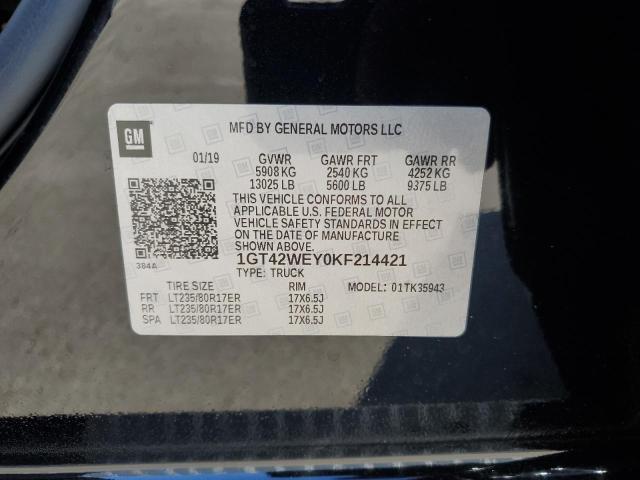 GM
MFD BY GENERAL MOTORS LLC
01/19 GVWR GAWR FRT GAWR RR
5908 KG 2540 KG 4252 KG
13025 LB 5600 LB 9375 LB
THIS VEHICLE CONFORMS TO ALL
APPLICABLE U.S. FEDERAL MOTOR
VEHICLE SAFETY STANDARDS IN EFFECT
ON THE DATE OF MANUFACTURE
SHOWN ABOVE.
384A
1GT42WEY0KF214421
TYPE: TRUCK
TIRE SIZE RIM MODEL: 01TK35943
FRT LT235/80R17ER 17X6.5J
RR LT235/80R17ER 17X6.5J
SPA LT235/80R17ER 17X6.5J